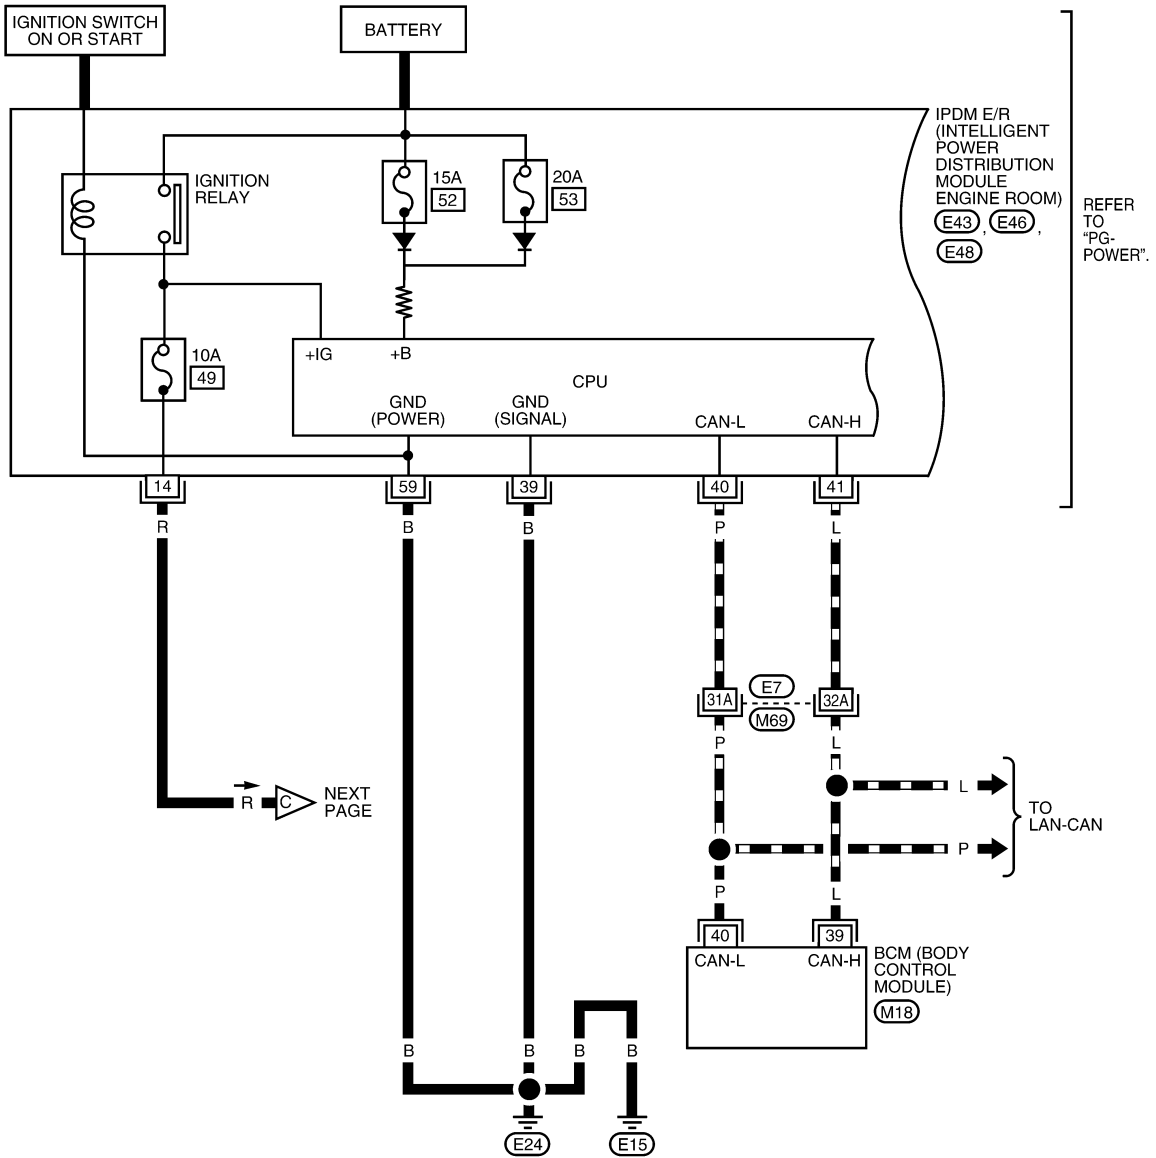 IGNITION SWITCH
ON OR START
BATTERY
IPDM E/R
(INTELLIGENT
POWER
DISTRIBUTION
MODULE
ENGINE ROOM)
E43 , E46 ,
E48
REFER
TO
“PG-
POWER”.
IGNITION
RELAY
15A
52
20A
53
10A
49
+IG
+B
CPU
GND
(POWER)
GND
(SIGNAL)
CAN-L
CAN-H
14
59
39
40
41
R
B
B
P
L
31A
E7
M69
32A
P
L
R
C
NEXT
PAGE
L
P
TO
LAN-CAN
P
L
40
39
CAN-L
CAN-H
BCM (BODY
CONTROL
MODULE)
M18
B
B
B
B
E24
E15